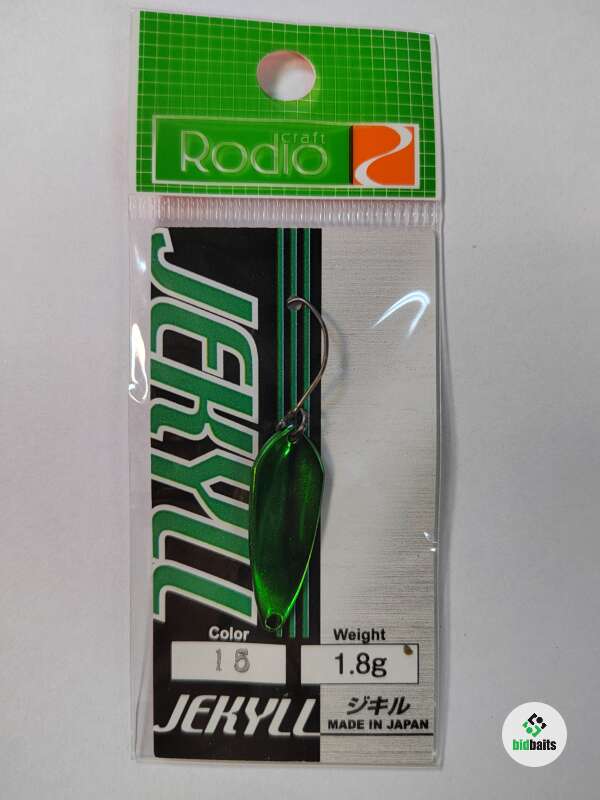 craft
Rodio
JEKYLL
Color
Weight
15
1.8g
JEKYLL
ジキル
MADE IN JAPAN
bidbaits